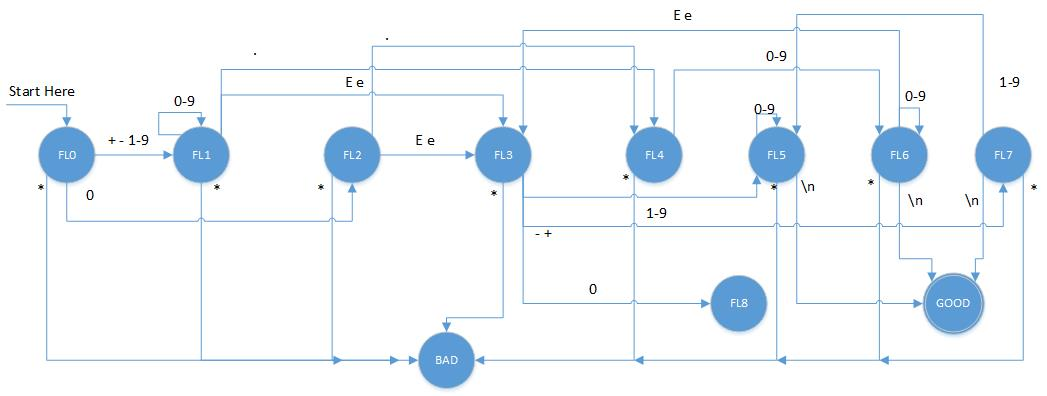 E e
.
.
0-9
E e
1-9
Start Here
0-9
0-9
0-9
+ - 1-9
E e
FL0
FL1
FL2
FL3
FL4
FL5
FL6
FL7
*
0
*
*
*
*
*
\n
*
\n
\n
*
1-9
- +
0
FL8
GOOD
BAD